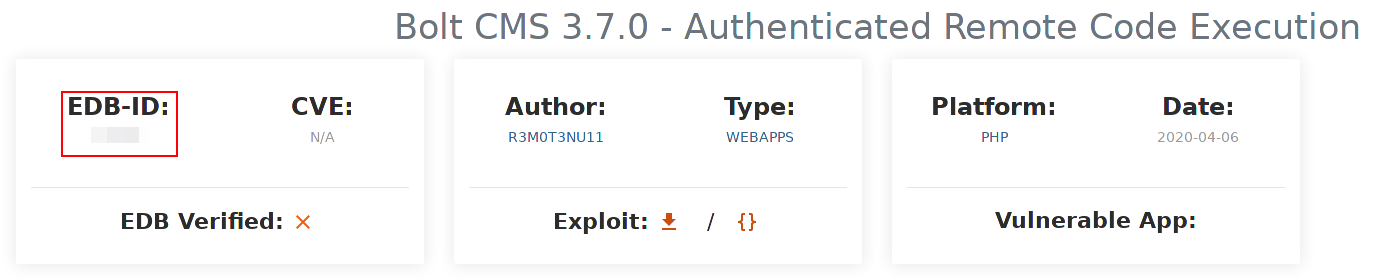 Bolt CMS 3.7.0 - Authenticated Remote Code Execution
EDB-ID: CVE: Author: Type: Platform: Date:
N/A R3M0T3NU11 WEBAPPS PHP 2020-04-06
EDB Verified: Exploit: / {} Vulnerable App: